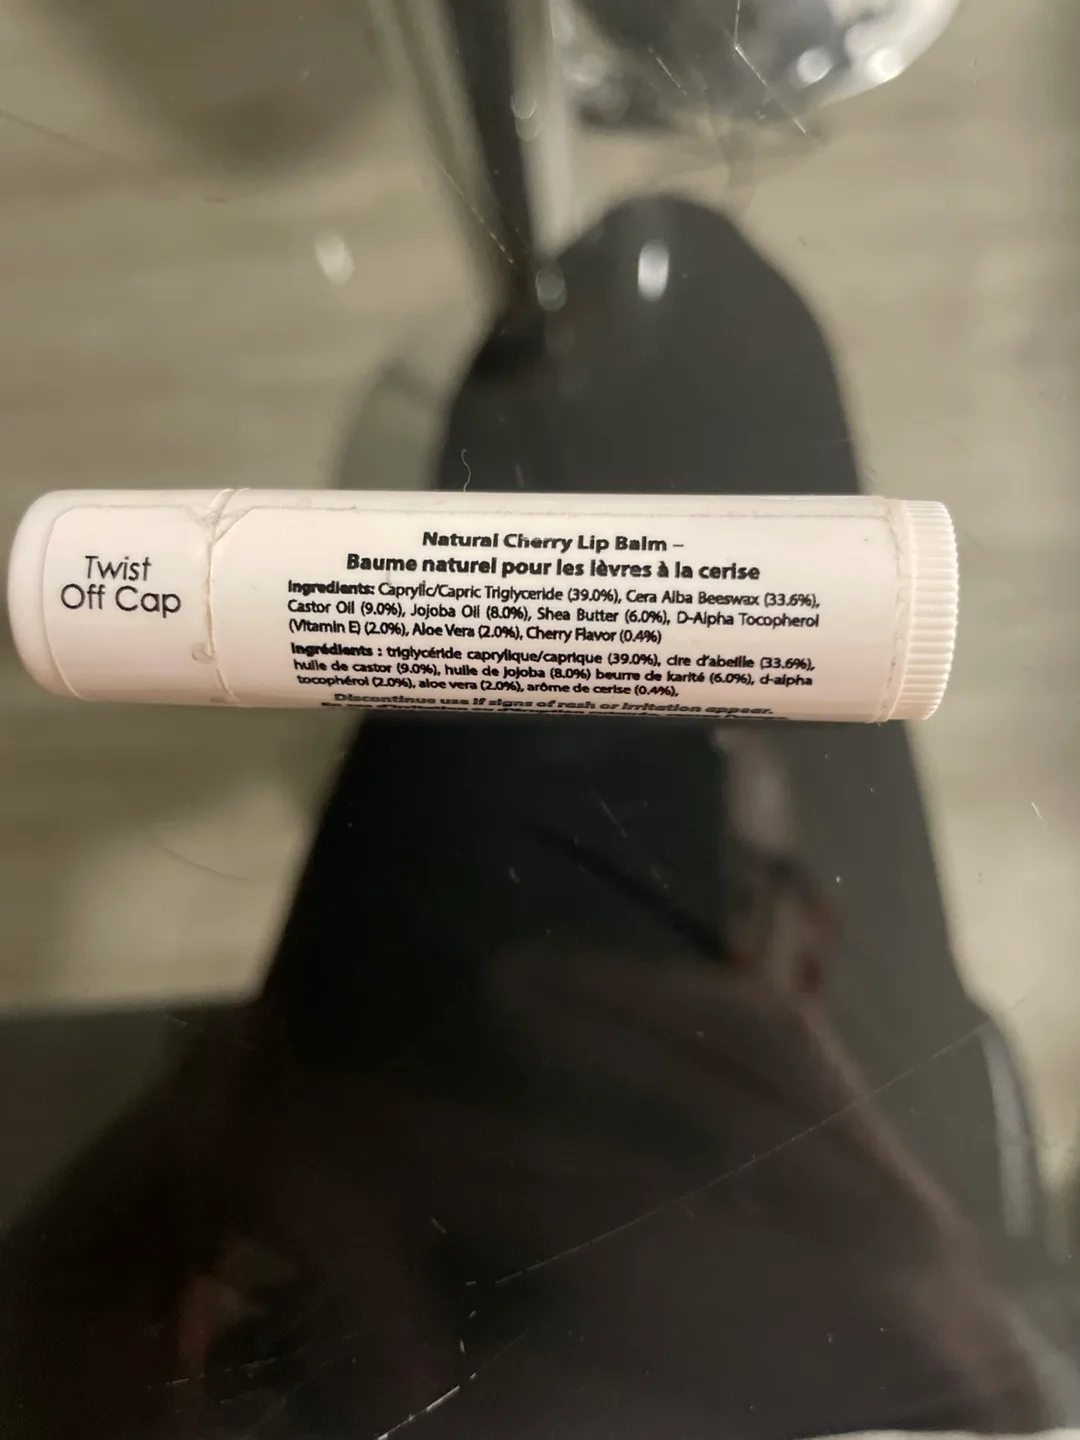 Twist
Off Cap
Natural Cherry Lip Balm –
Baume naturel pour les lèvres à la cerise
Ingredients: Caprylic/Capric Triglyceride (39.0%), Cera Alba Beeswax (33.6%),
Castor Oil (9.0%), Jojoba Oil (8.0%), Shea Butter (6.0%), D-Alpha Tocopherol
(Vitamin E) (2.0%), Aloe Vera (2.0%), Cherry Flavor (0.4%)
Ingrédients : triglycéride caprylique/caprique (39.0%), cire d'abeille (33.6%),
huile de castor (9.0%), huile de jojoba (8.0%) beurre de karité (6.0%), d-alpha
tocophérol (2.0%), aloe vera (2.0%), arôme de cerise (0.4%),
Discontinue use if signs of rash or irritation appear.